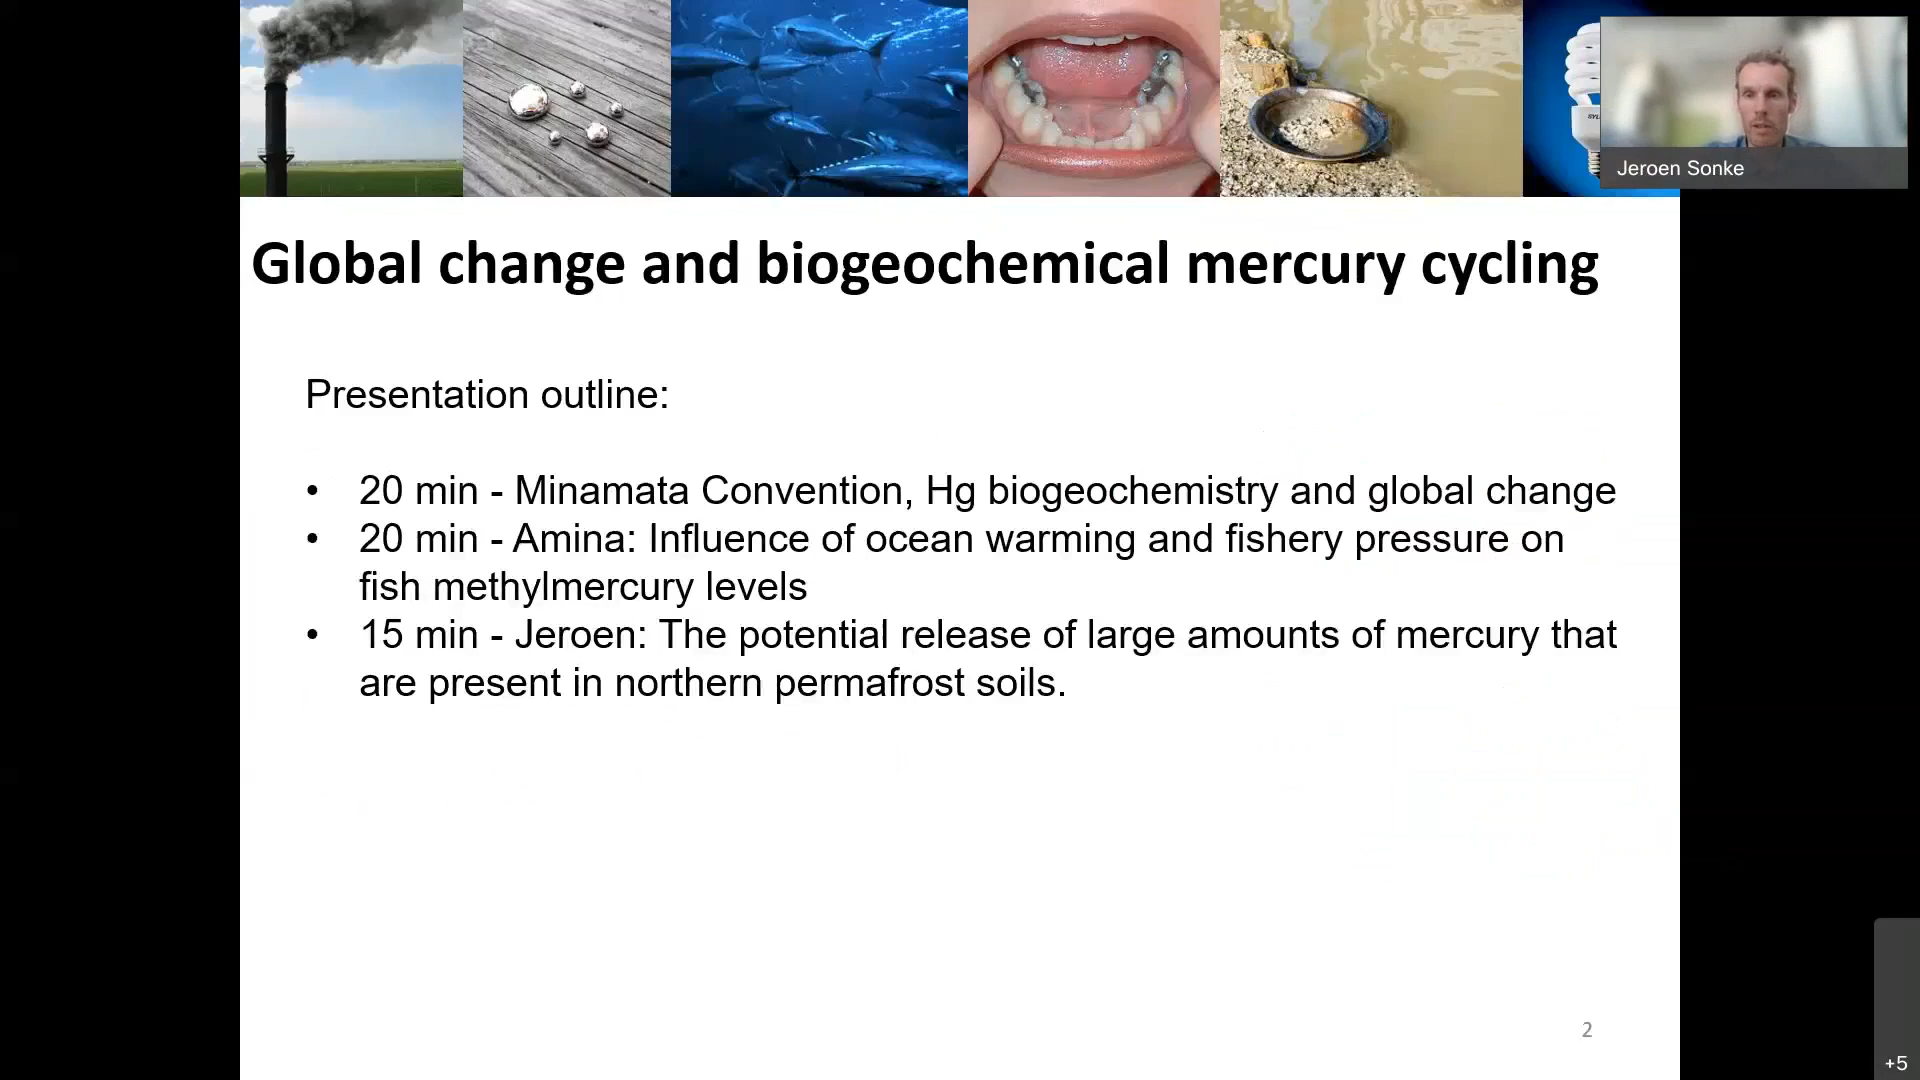 Jeroen Sonke
Global change and biogeochemical mercury cycling
Presentation outline:
• 20 min - Minamata Convention, Hg biogeochemistry and global change
• 20 min - Amina: Influence of ocean warming and fishery pressure on
fish methylmercury levels
• 15 min - Jeroen: The potential release of large amounts of mercury that
are present in northern permafrost soils.
2
+5